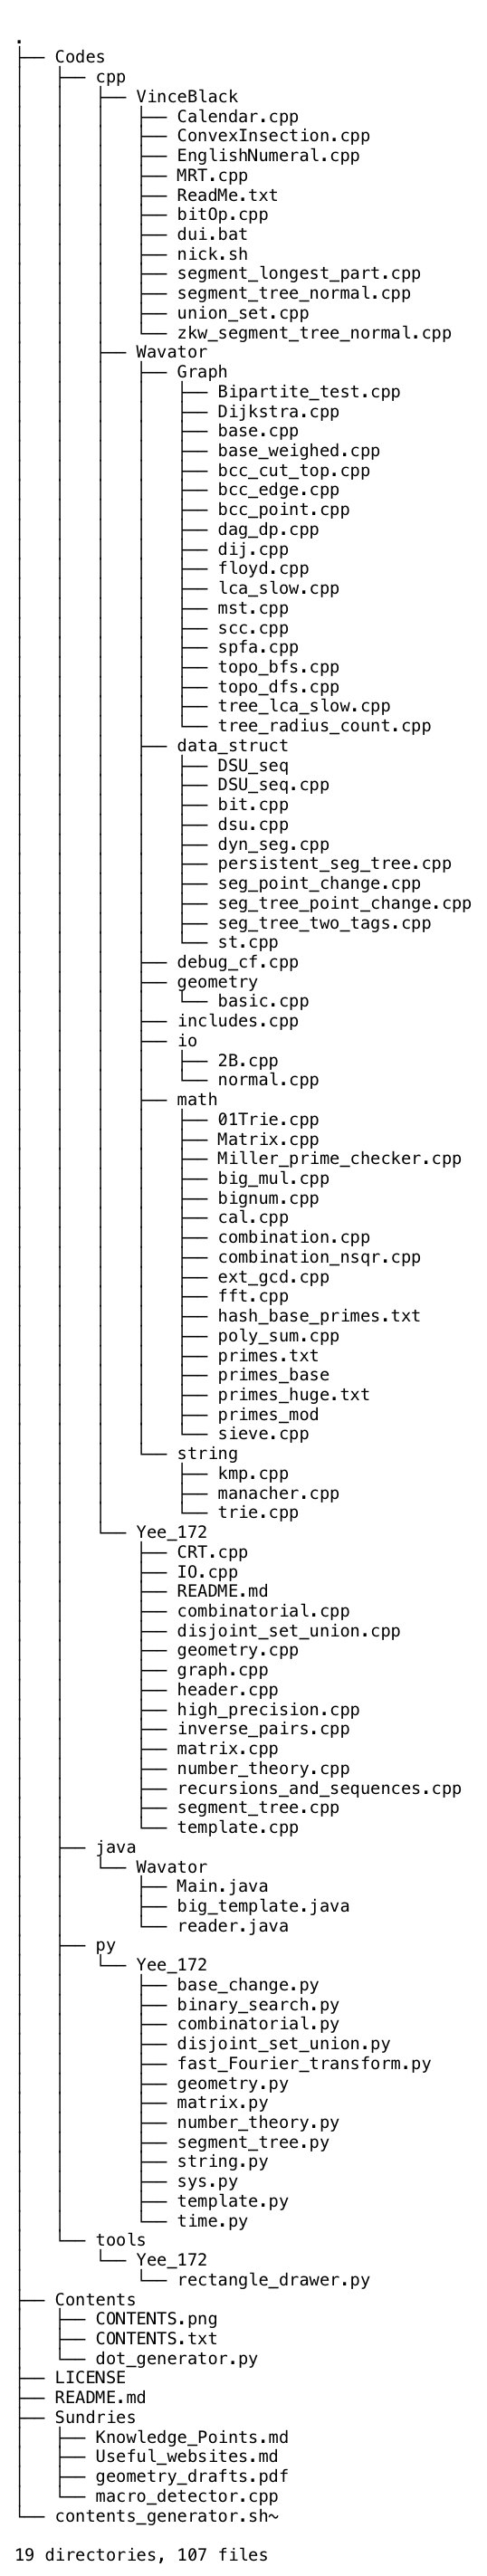 .
├── Codes
│   ├── cpp
│   │   ├── VinceBlack
│   │   │   ├── Calendar.cpp
│   │   │   ├── ConvexInsection.cpp
│   │   │   ├── EnglishNumeral.cpp
│   │   │   ├── MRT.cpp
│   │   │   ├── ReadMe.txt
│   │   │   ├── bitOp.cpp
│   │   │   ├── dui.bat
│   │   │   ├── nick.sh
│   │   │   ├── segment_longest_part.cpp
│   │   │   ├── segment_tree_normal.cpp
│   │   │   ├── union_set.cpp
│   │   │   └── zkw_segment_tree_normal.cpp
│   │   ├── Wavator
│   │   │   ├── Graph
│   │   │   │   ├── Bipartite_test.cpp
│   │   │   │   ├── Dijkstra.cpp
│   │   │   │   ├── base.cpp
│   │   │   │   ├── base_weighed.cpp
│   │   │   │   ├── bcc_cut_top.cpp
│   │   │   │   ├── bcc_edge.cpp
│   │   │   │   ├── bcc_point.cpp
│   │   │   │   ├── dag_dp.cpp
│   │   │   │   ├── dij.cpp
│   │   │   │   ├── floyd.cpp
│   │   │   │   ├── lca_slow.cpp
│   │   │   │   ├── mst.cpp
│   │   │   │   ├── scc.cpp
│   │   │   │   ├── spfa.cpp
│   │   │   │   ├── topo_bfs.cpp
│   │   │   │   ├── topo_dfs.cpp
│   │   │   │   ├── tree_lca_slow.cpp
│   │   │   │   └── tree_radius_count.cpp
│   │   │   ├── data_struct
│   │   │   │   ├── DSU_seq
│   │   │   │   ├── DSU_seq.cpp
│   │   │   │   ├── bit.cpp
│   │   │   │   ├── dsu.cpp
│   │   │   │   ├── dyn_seg.cpp
│   │   │   │   ├── persistent_seg_tree.cpp
│   │   │   │   ├── seg_point_change.cpp
│   │   │   │   ├── seg_tree_point_change.cpp
│   │   │   │   ├── seg_tree_two_tags.cpp
│   │   │   │   └── st.cpp
│   │   │   ├── debug_cf.cpp
│   │   │   ├── geometry
│   │   │   │   └── basic.cpp
│   │   │   ├── includes.cpp
│   │   │   ├── io
│   │   │   │   ├── 2B.cpp
│   │   │   │   └── normal.cpp
│   │   │   ├── math
│   │   │   │   ├── 01Trie.cpp
│   │   │   │   ├── Matrix.cpp
│   │   │   │   ├── Miller_prime_checker.cpp
│   │   │   │   ├── big_mul.cpp
│   │   │   │   ├── bignum.cpp
│   │   │   │   ├── cal.cpp
│   │   │   │   ├── combination.cpp
│   │   │   │   ├── combination_nsqr.cpp
│   │   │   │   ├── ext_gcd.cpp
│   │   │   │   ├── fft.cpp
│   │   │   │   ├── hash_base_primes.txt
│   │   │   │   ├── poly_sum.cpp
│   │   │   │   ├── primes.txt
│   │   │   │   ├── primes_base
│   │   │   │   ├── primes_huge.txt
│   │   │   │   ├── primes_mod
│   │   │   │   └── sieve.cpp
│   │   │   └── string
│   │   │       ├── kmp.cpp
│   │   │       ├── manacher.cpp
│   │   │       └── trie.cpp
│   │   └── Yee_172
│   │       ├── CRT.cpp
│   │       ├── IO.cpp
│   │       ├── README.md
│   │       ├── combinatorial.cpp
│   │       ├── disjoint_set_union.cpp
│   │       ├── geometry.cpp
│   │       ├── graph.cpp
│   │       ├── header.cpp
│   │       ├── high_precision.cpp
│   │       ├── inverse_pairs.cpp
│   │       ├── matrix.cpp
│   │       ├── number_theory.cpp
│   │       ├── recursions_and_sequences.cpp
│   │       ├── segment_tree.cpp
│   │       └── template.cpp
│   ├── java
│   │   └── Wavator
│   │       ├── Main.java
│   │       ├── big_template.java
│   │       └── reader.java
│   ├── py
│   │   └── Yee_172
│   │       ├── base_change.py
│   │       ├── binary_search.py
│   │       ├── combinatorial.py
│   │       ├── disjoint_set_union.py
│   │       ├── fast_Fourier_transform.py
│   │       ├── geometry.py
│   │       ├── matrix.py
│   │       ├── number_theory.py
│   │       ├── segment_tree.py
│   │       ├── string.py
│   │       ├── sys.py
│   │       ├── template.py
│   │       └── time.py
│   └── tools
│       └── Yee_172
│           └── rectangle_drawer.py
├── Contents
│   ├── CONTENTS.png
│   ├── CONTENTS.txt
│   └── dot_generator.py
├── LICENSE
├── README.md
├── Sundries
│   ├── Knowledge_Points.md
│   ├── Useful_websites.md
│   ├── geometry_drafts.pdf
│   └── macro_detector.cpp
└── contents_generator.sh~
19 directories, 107 files